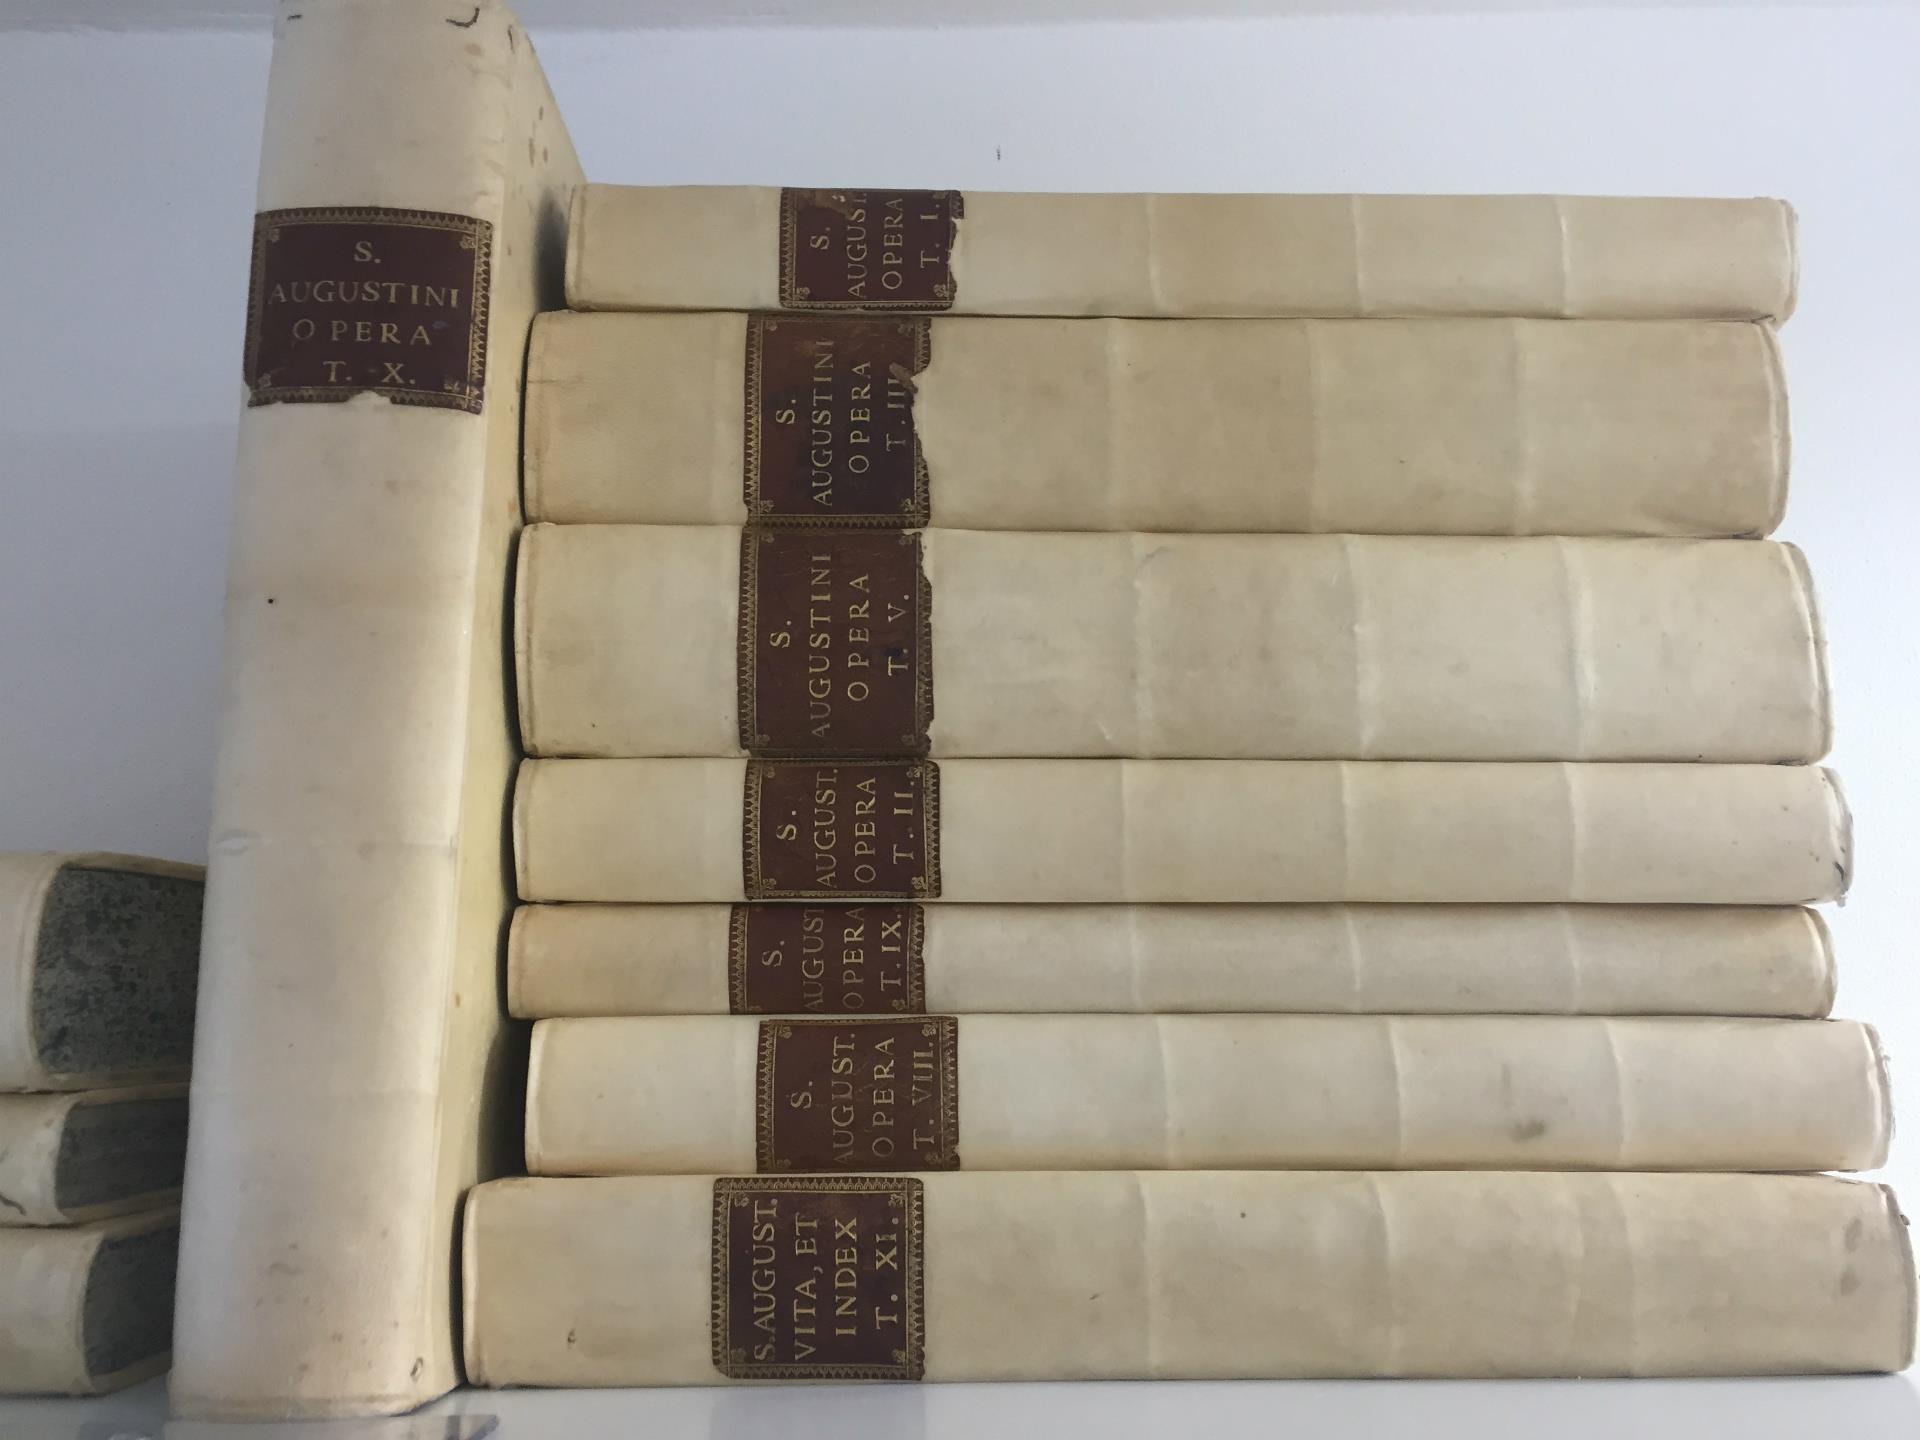 S.
AUGUSTINI
OPERA
T. X.
S.
AUGUST.
OPERA
T. I.
S.
AUGUSTINI
OPERA
T. III
S.
AUGUSTINI
OPERA
T. V.
S.
AUGUST.
OPERA
T II.
S.
AUGUST
OPERA
T. IX.
S.
AUGUST.
OPERA
T. VIII.
S. AUGUST.
VITA, ET
INDEX
T. XI.